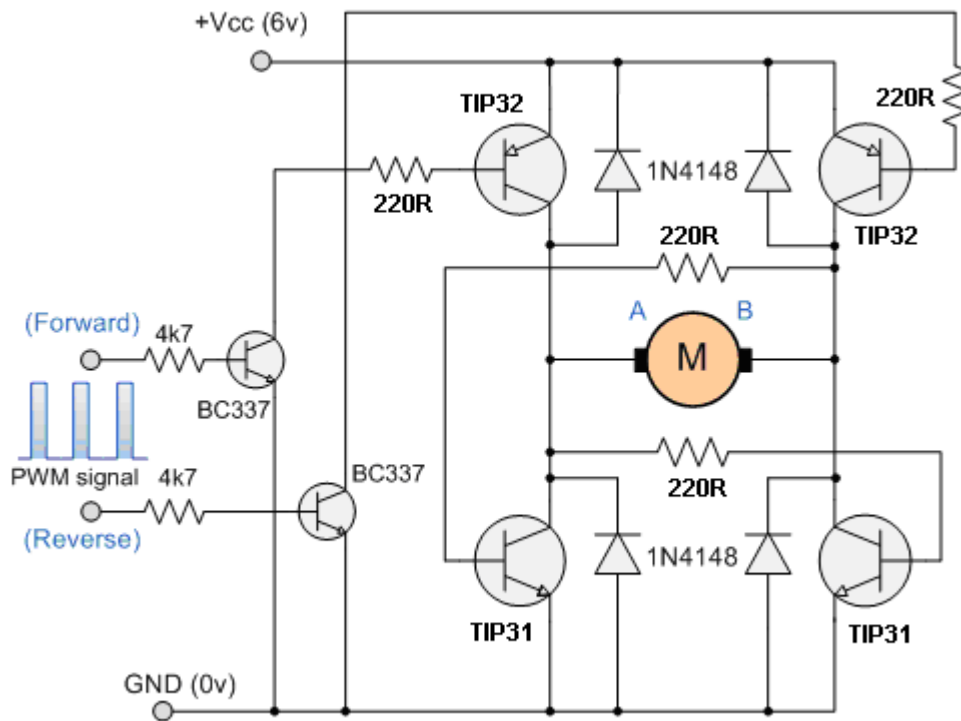 +Vcc (6v)
TIP32
220R
1N4148
220R
TIP32
220R
(Forward)
4k7
A
B
M
BC337
PWM signal
4k7
BC337
220R
(Reverse)
1N4148
TIP31
TIP31
GND (0v)